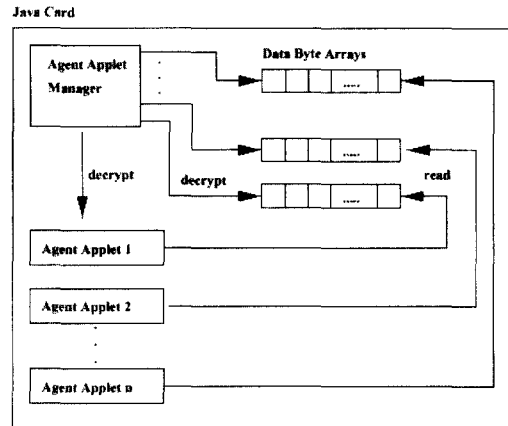 Java Card
Agent Applet
Manager
Data Byte Arrays
decrypt
decrypt
read
Agent Applet 1
Agent Applet 2
Agent Applet n